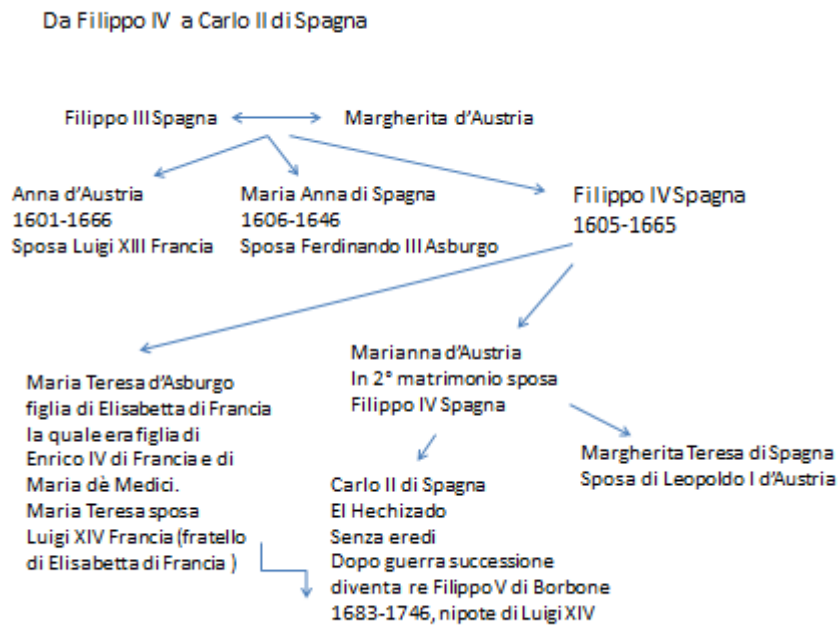 Da Filippo IV a Carlo II di Spagna
Filippo III Spagna
Margherita d'Austria
Anna d'Austria
1601-1666
Sposa Luigi XIII Francia
Maria Anna di Spagna
1606-1646
Sposa Ferdinando III Asburgo
Filippo IV Spagna
1605-1665
Maria Teresa d'Asburgo
figlia di Elisabetta di Francia
la quale era figlia di
Enrico IV di Francia e di
Maria dè Medici.
Maria Teresa sposa
Luigi XIV Francia (fratello
di Elisabetta di Francia )
Marianna d'Austria
In 2° matrimonio sposa
Filippo IV Spagna
Carlo II di Spagna
El Hechizado
Senza eredi
Dopo guerra successione
diventa re Filippo V di Borbone
1683-1746, nipote di Luigi XIV
Margherita Teresa di Spagna
Sposa di Leopoldo I d'Austria